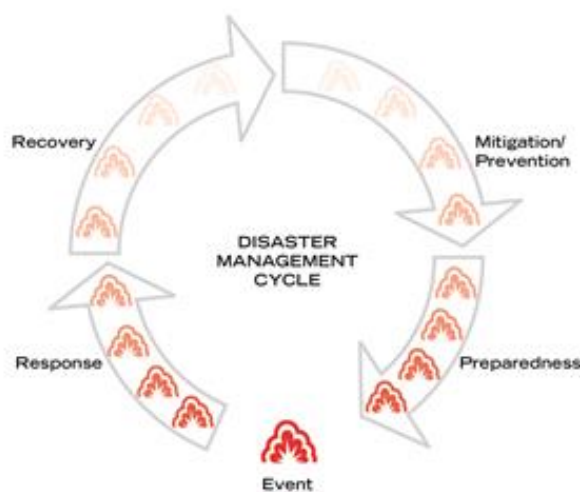 Recovery
Mitigation/
Prevention
DISASTER
MANAGEMENT
CYCLE
Response
Preparedness
Event